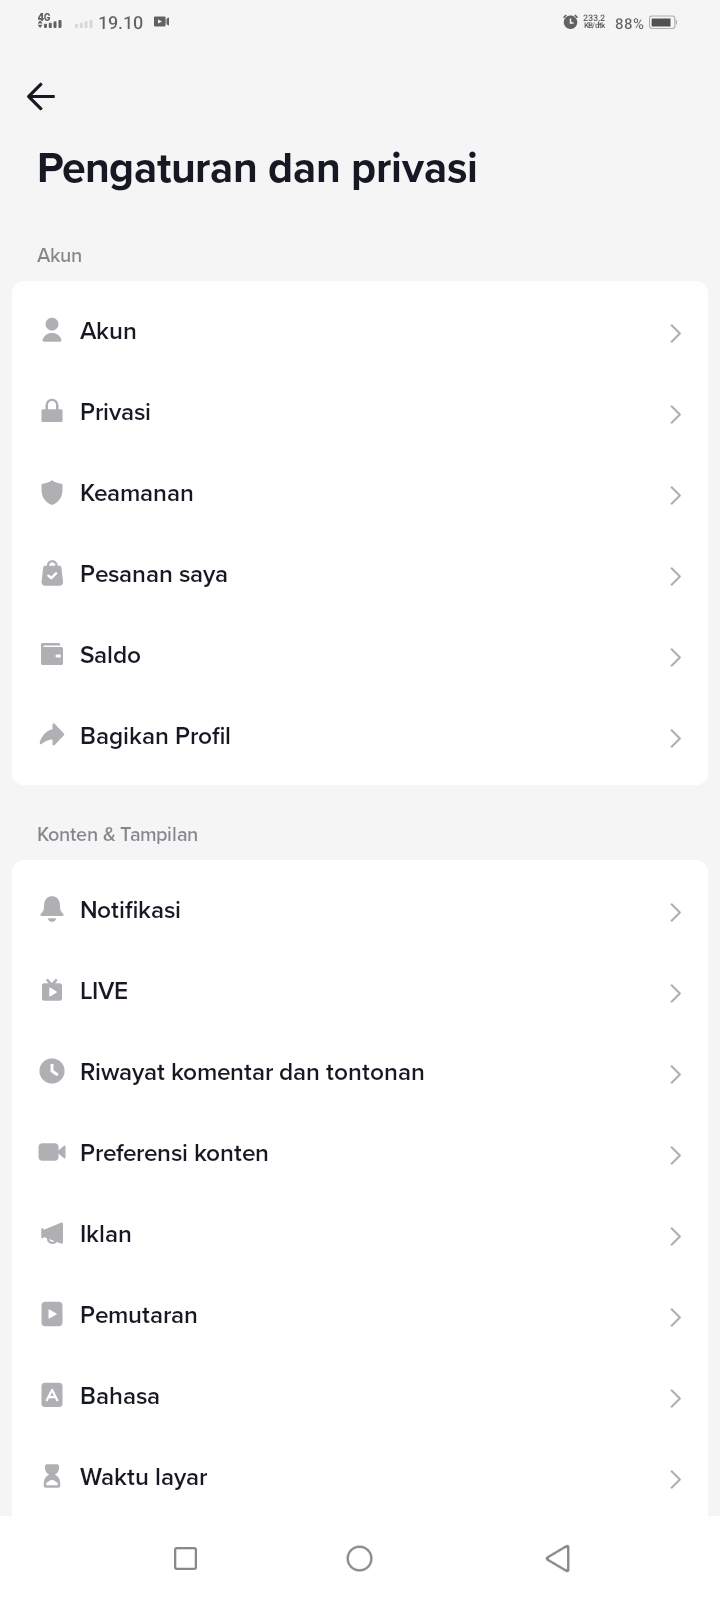 4G 19.10 233,2 KB/dtk 88%
Pengaturan dan privasi
Akun
Akun
Privasi
Keamanan
Pesanan saya
Saldo
Bagikan Profil
Konten & Tampilan
Notifikasi
LIVE
Riwayat komentar dan tontonan
Preferensi konten
Iklan
Pemutaran
A Bahasa
Waktu layar